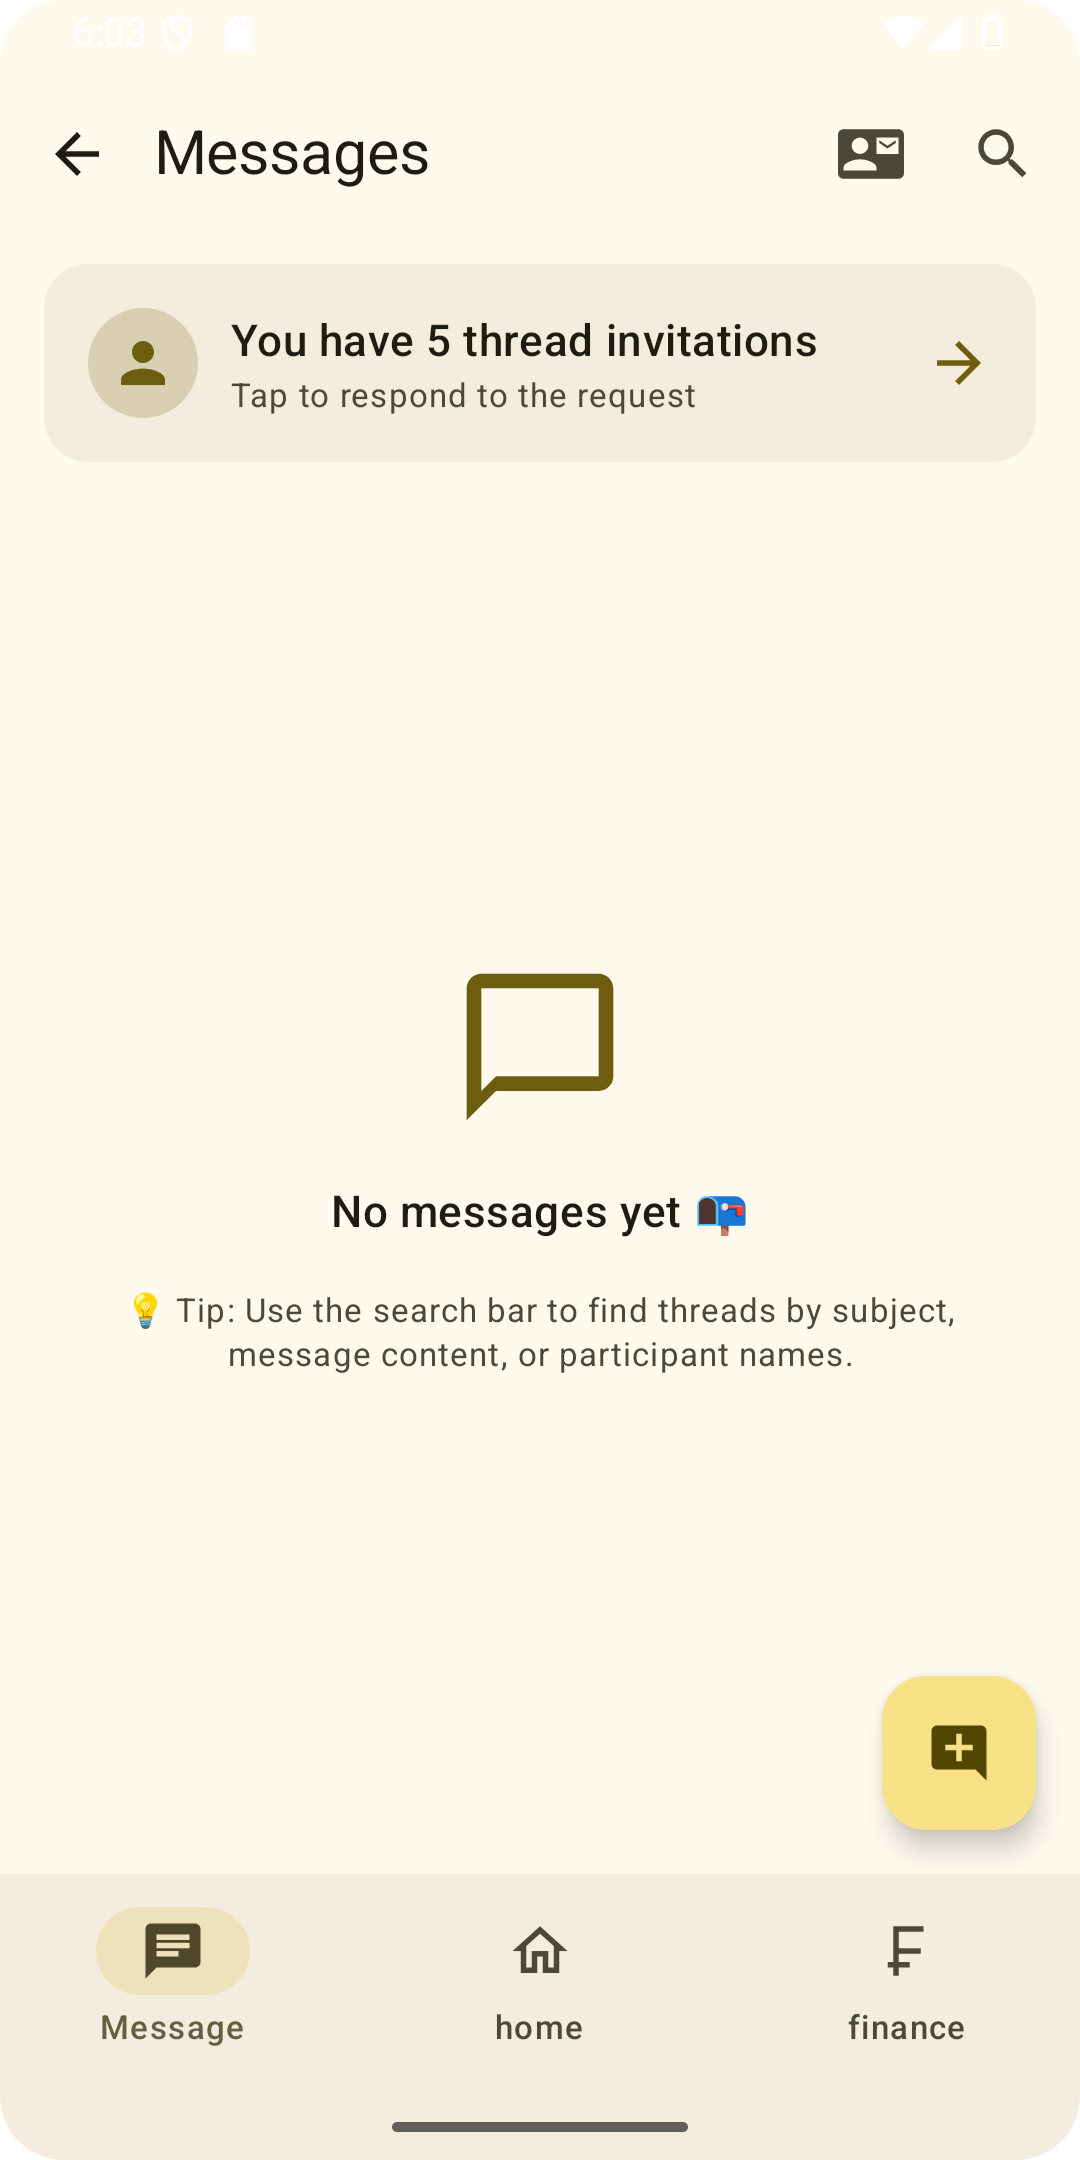 6:03
Messages
You have 5 thread invitations
Tap to respond to the request
No messages yet 📭
💡 Tip: Use the search bar to find threads by subject,
message content, or participant names.
Message
home
finance